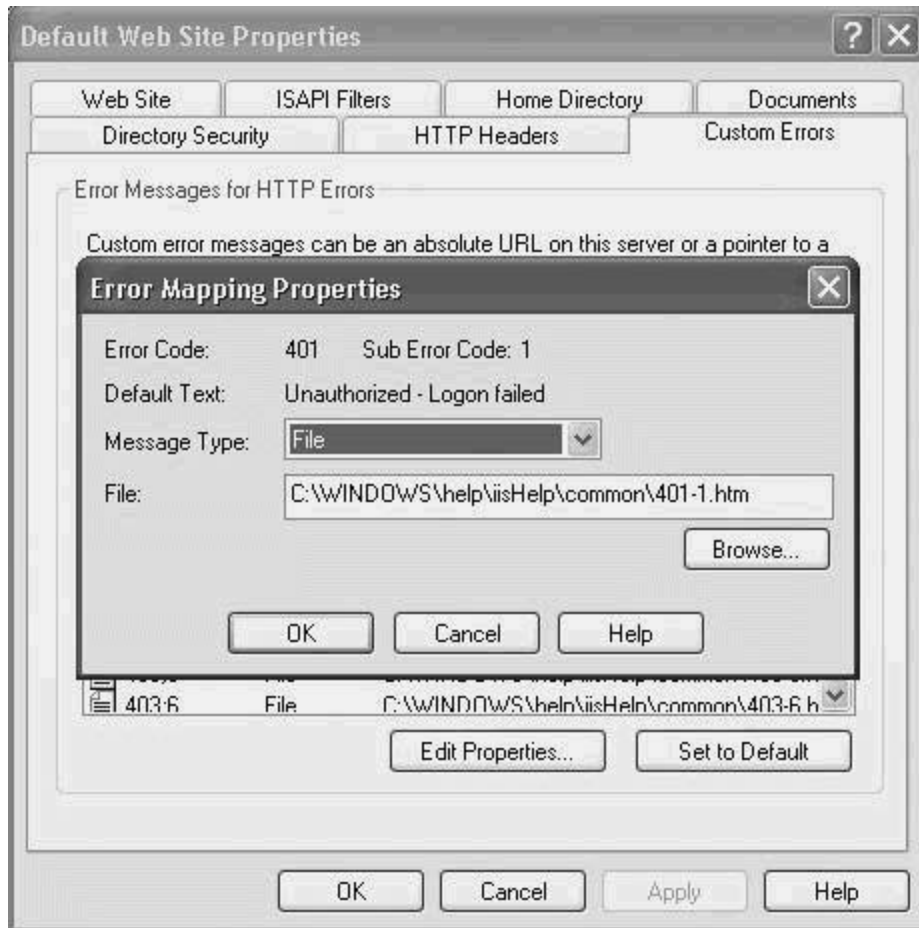 Default Web Site Properties
Web Site ISAPI Filters Home Directory Documents
Directory Security HTTP Headers Custom Errors
Error Messages for HTTP Errors
Custom error messages can be an absolute URL on this server or a pointer to a
Error Mapping Properties
Error Code: 401 Sub Error Code: 1
Default Text: Unauthorized - Logon failed
Message Type: File
File: C:\WINDOWS\help\iisHelp\common\401-1.htm
Browse...
OK Cancel Help
403;6 File C:\WINDOWS\help\iisHelp\common\403-6.h
Edit Properties... Set to Default
OK Cancel Apply Help